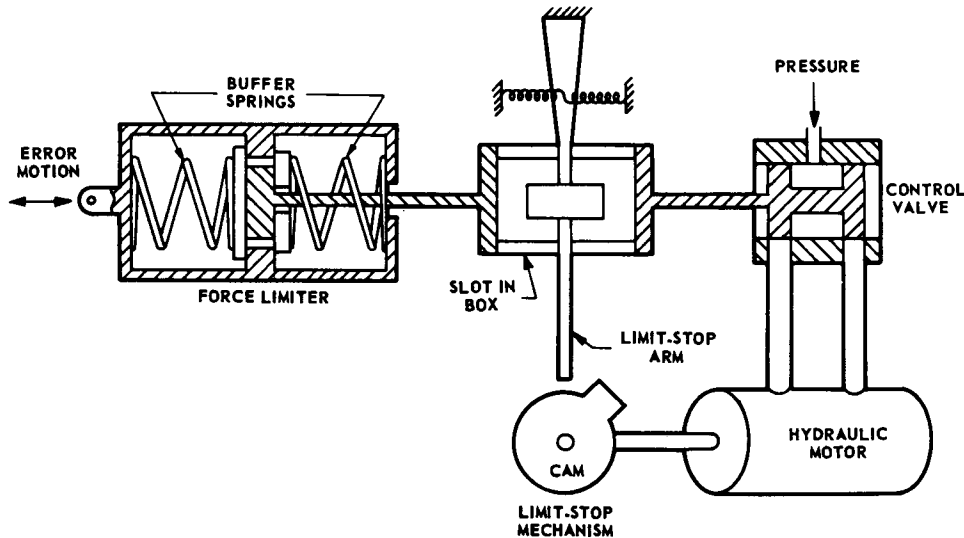 BUFFER
SPRINGS
PRESSURE
ERROR
MOTION
CONTROL
VALVE
FORCE LIMITER
SLOT IN
BOX
LIMIT-STOP
ARM
HYDRAULIC
MOTOR
CAM
LIMIT-STOP
MECHANISM